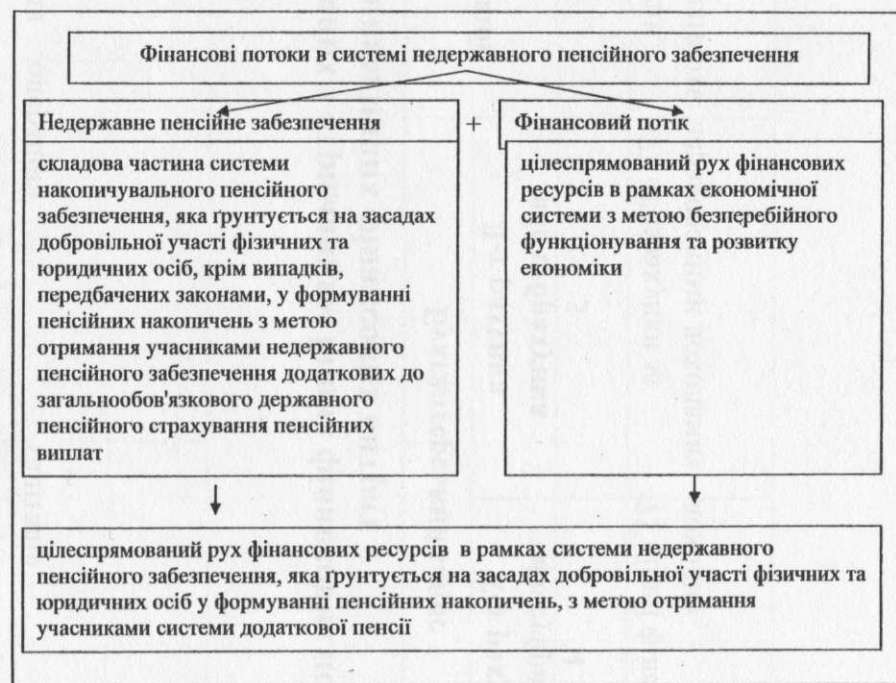 Фінансові потоки в системі недержавного пенсійного забезпечення
Недержавне пенсійне забезпечення
+
Фінансовий потік
складова частина системи
накопичувального пенсійного
забезпечення, яка ґрунтується на засадах
добровільної участі фізичних та
юридичних осіб, крім випадків,
передбачених законами, у формуванні
пенсійних накопичень з метою
отримання учасниками недержавного
пенсійного забезпечення додаткових до
загальнообов'язкового державного
пенсійного страхування пенсійних
виплат
цілеспрямований рух фінансових
ресурсів в рамках економічної
системи з метою безперебійного
функціонування та розвитку
економіки
цілеспрямований рух фінансових ресурсів в рамках системи недержавного
пенсійного забезпечення, яка ґрунтується на засадах добровільної участі фізичних та
юридичних осіб у формуванні пенсійних накопичень, з метою отримання
учасниками системи додаткової пенсії